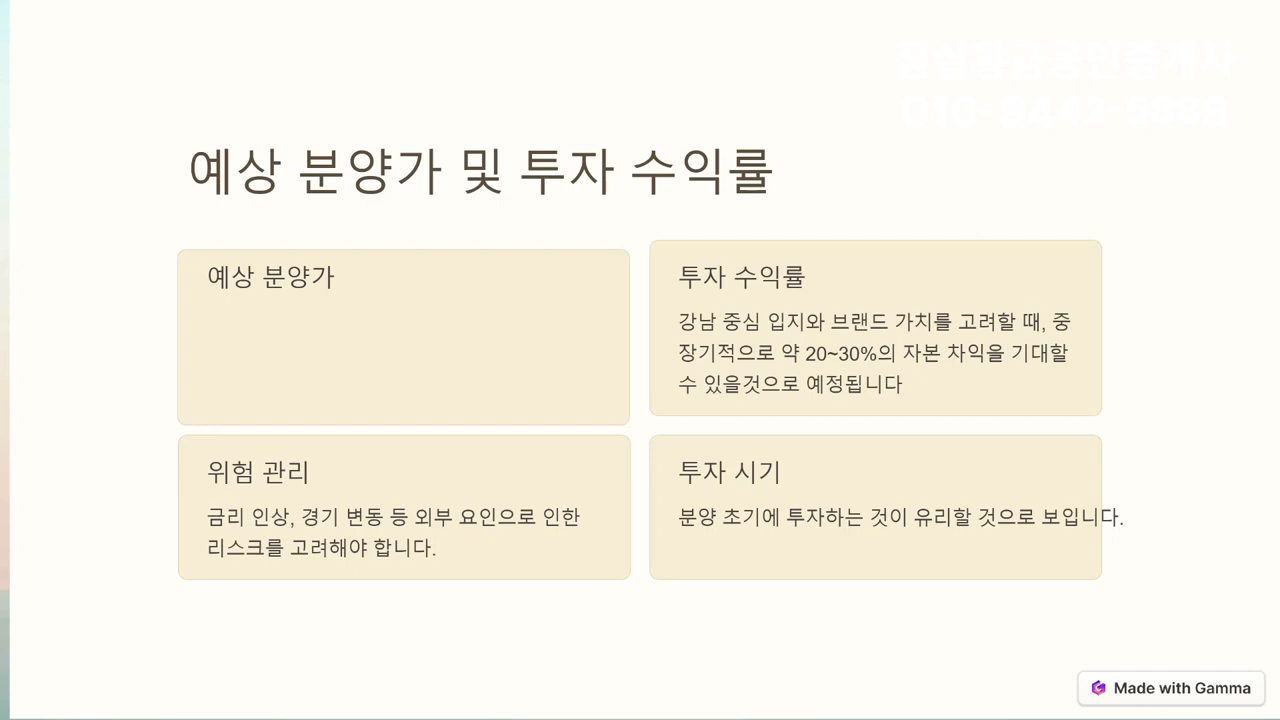 예상 분양가 및 투자 수익률
예상 분양가
투자 수익률
강남 중심 입지와 브랜드 가치를 고려할 때, 중
장기적으로 약 20~30%의 자본 차익을 기대할
수 있을것으로 예정됩니다
위험 관리
금리 인상, 경기 변동 등 외부 요인으로 인한
리스크를 고려해야 합니다.
투자 시기
분양 초기에 투자하는 것이 유리할 것으로 보입니다.
Made with Gamma